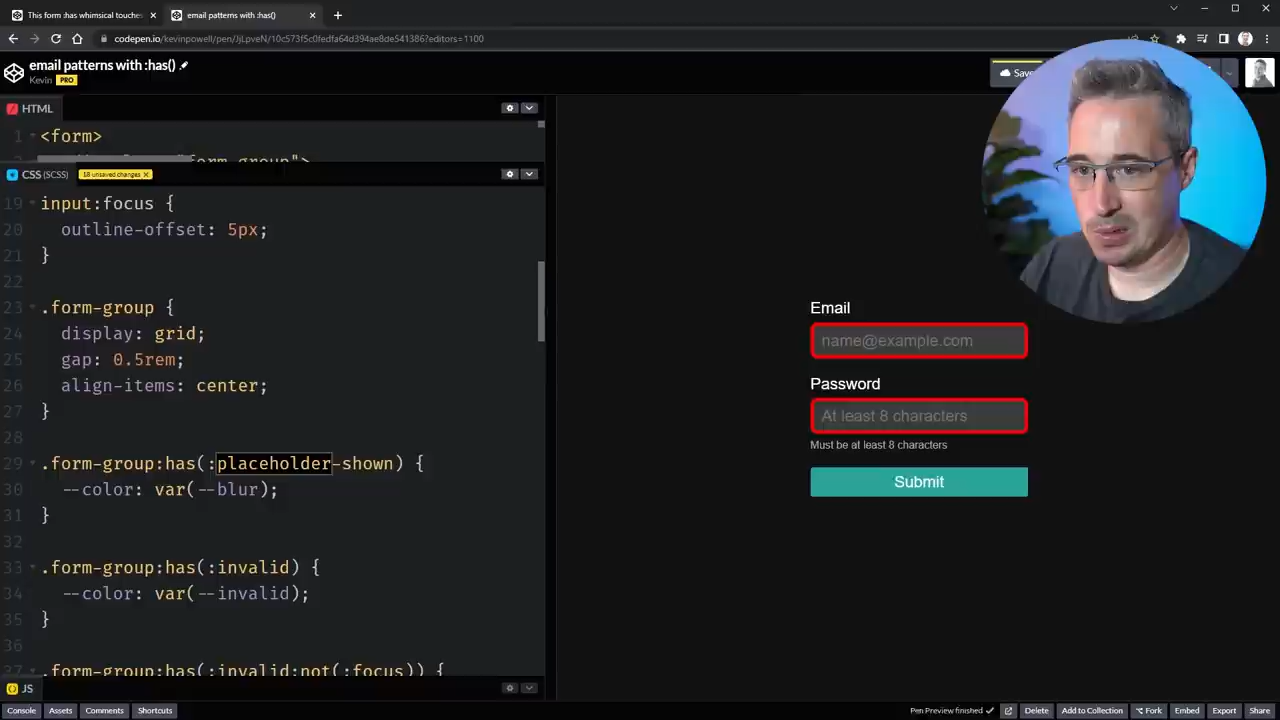 This form :has whimsical touches
email patterns with :has()
codepen.io/kevinpowell/pen/JjLpveN/10c573f5c0fedfa64d394ae8de541386?editors=1100
email patterns with :has()
Kevin PRO
Save
HTML
1 <form>
CSS (SCSS) 18 unsaved changes X
19 input:focus {
20 outline-offset: 5px;
21 }
22
23 .form-group {
24 display: grid;
25 gap: 0.5rem;
26 align-items: center;
27 }
28
29 .form-group:has(:placeholder-shown) {
30 --color: var(--blur);
31 }
32
33 .form-group:has(:invalid) {
34 --color: var(--invalid);
35 }
36
37 .form-group:has(:invalid:not(:focus)) {
JS
Email
name@example.com
Password
At least 8 characters
Must be at least 8 characters
Submit
Console Assets Comments Shortcuts
Pen Preview finished Delete Add to Collection Fork Embed Export Share